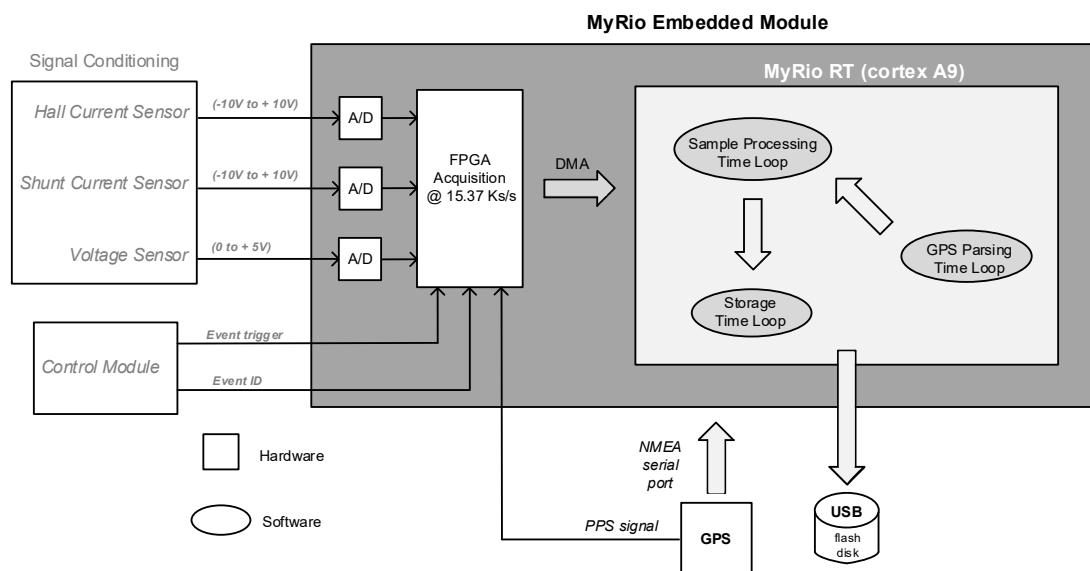 MyRio Embedded Module
Signal Conditioning
MyRio RT (cortex A9)
Hall Current Sensor
(-10V to + 10V)
A/D
Shunt Current Sensor
(-10V to + 10V)
A/D
Voltage Sensor
(0 to + 5V)
A/D
FPGA
Acquisition
@ 15.37 Ks/s
DMA
Sample Processing
Time Loop
GPS Parsing
Time Loop
Storage
Time Loop
Control Module
Event trigger
Event ID
Hardware
Software
NMEA
serial
port
PPS signal
GPS
USB
flash
disk